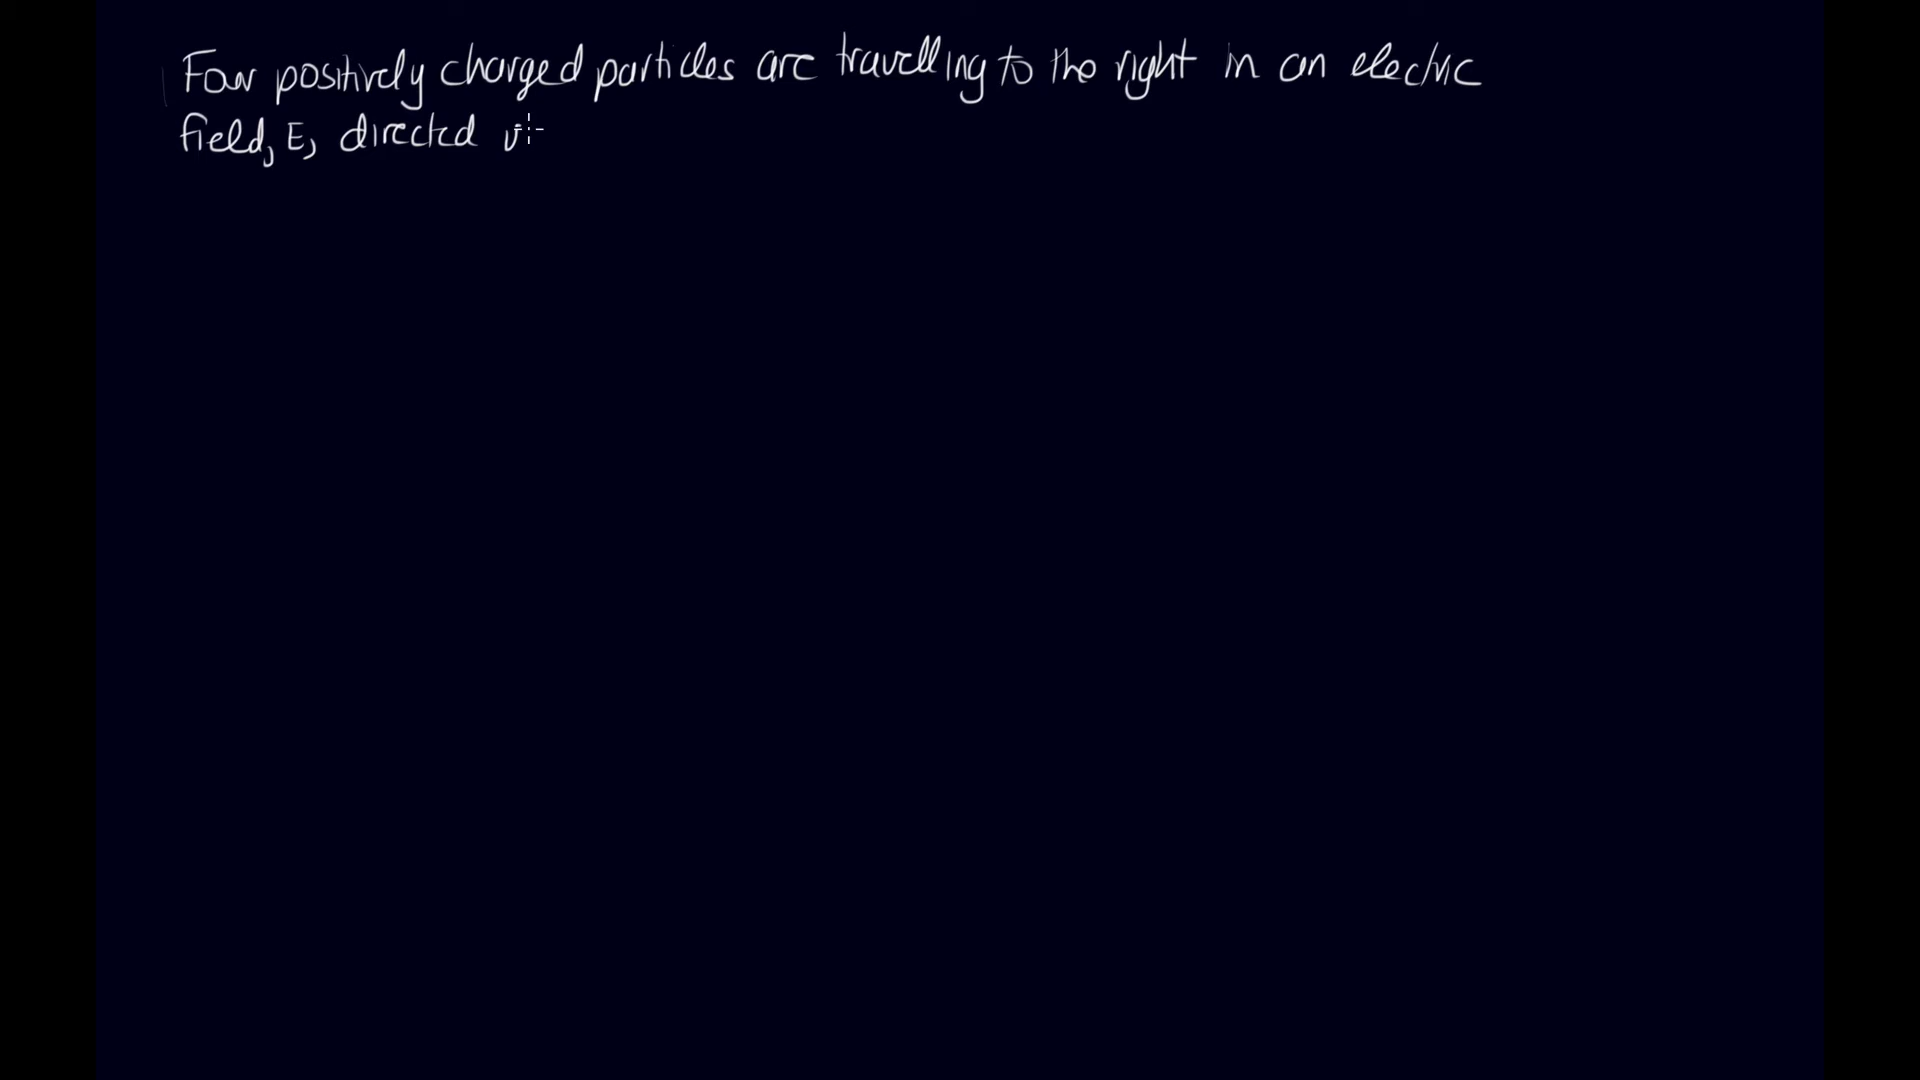 Four positively charged particles are travelling to the right in an electric
field, E, directed